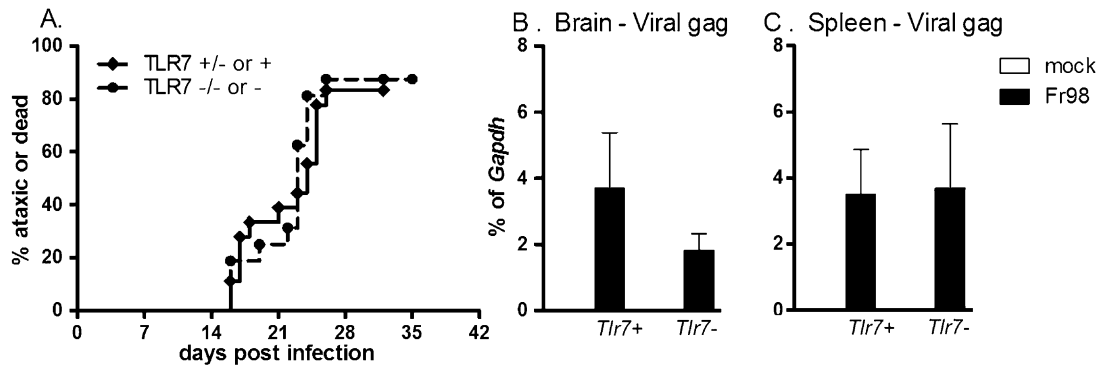 A.
B . Brain - Viral gag
C . Spleen - Viral gag
TLR7 +/- or +
TLR7 -/- or -
% ataxic or dead
100
80
60
40
20
0
0 7 14 21 28 35 42
days post infection
% of Gapdh
8
6
4
2
0
Tlr7+ Tlr7-
8
6
4
2
0
Tlr7+ Tlr7-
mock
Fr98